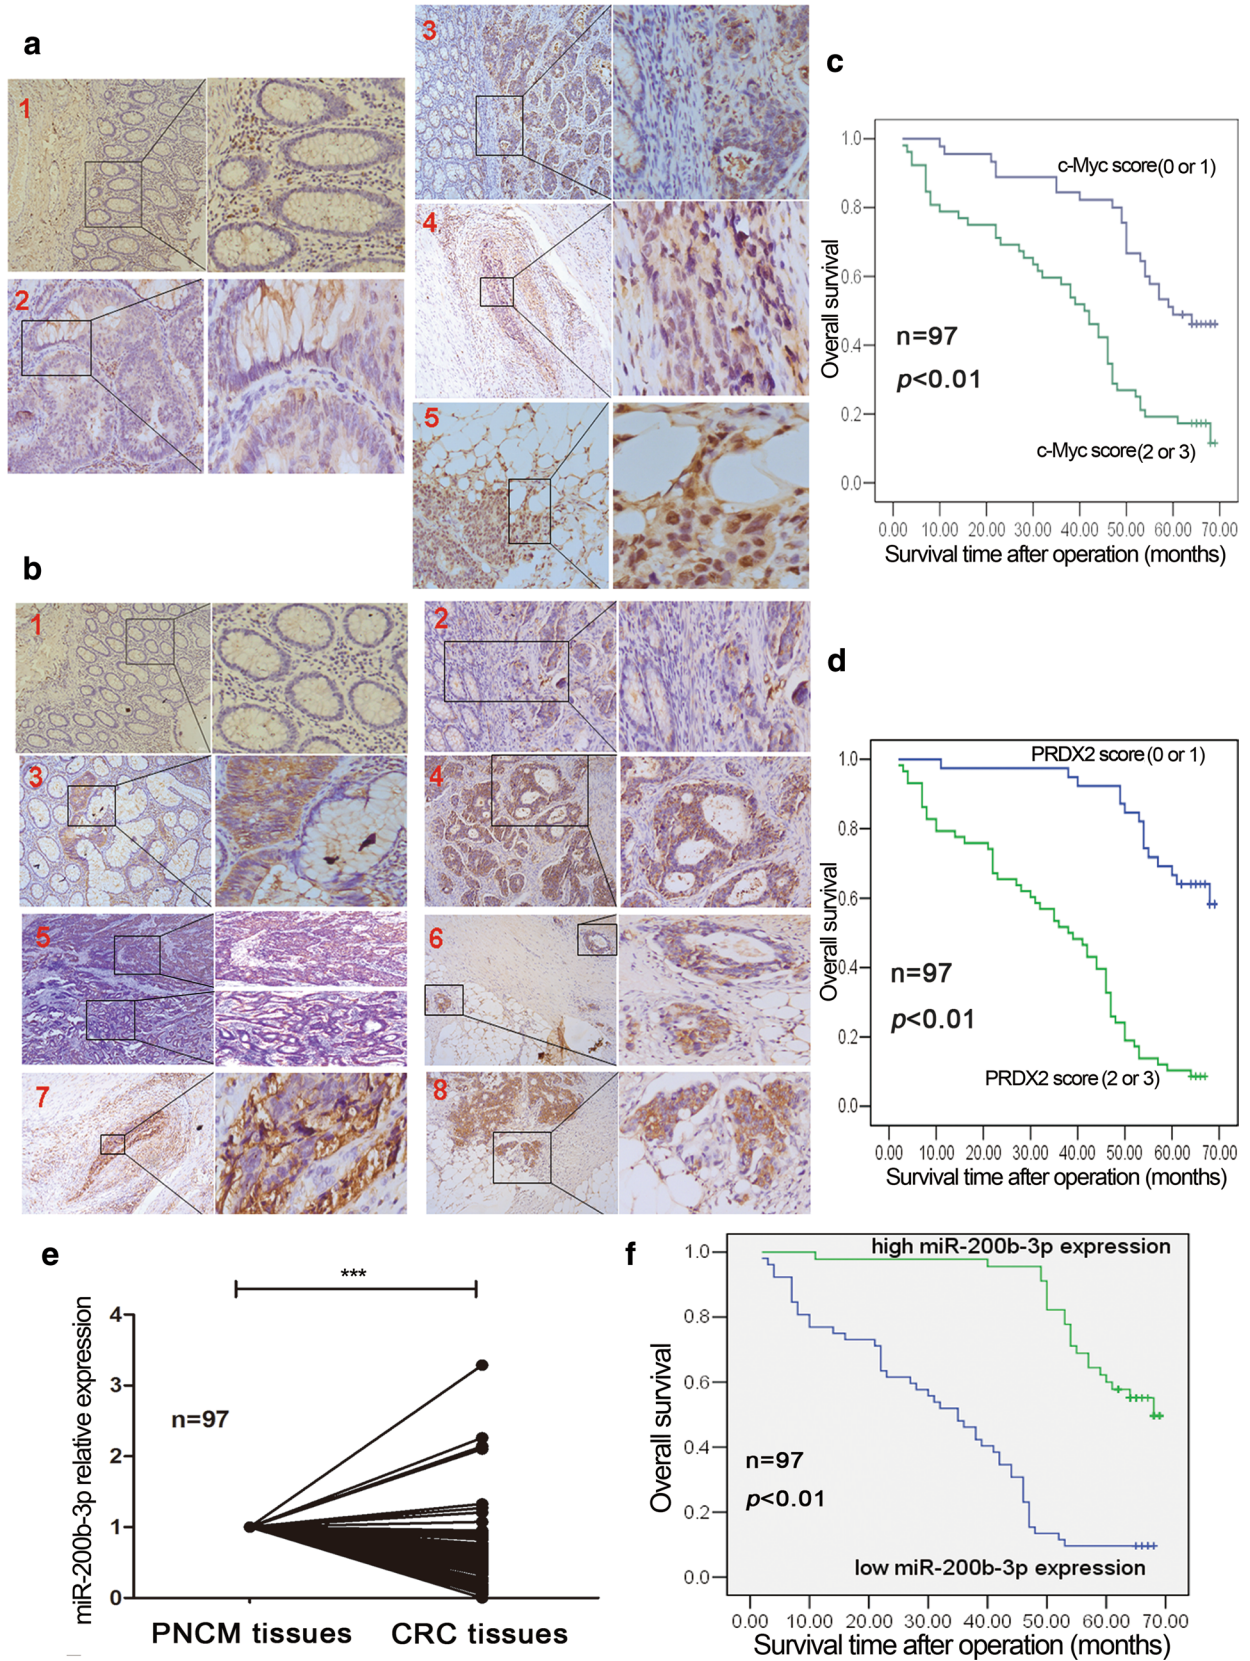 a
1
2
3
4
5
c
1.0
0.8
0.6
0.4
0.2
0.0
Overall survival
c-Myc score(0 or 1)
n=97
p<0.01
c-Myc score(2 or 3)
0.00 10.00 20.00 30.00 40.00 50.00 60.00 70.00
Survival time after operation (months)
b
1
2
3
4
5
6
7
8
d
1.0
0.8
0.6
0.4
0.2
0.0
Overall survival
PRDX2 score(0 or 1)
n=97
p<0.01
PRDX2 score(2 or 3)
0.00 10.00 20.00 30.00 40.00 50.00 60.00 70.00
Survival time after operation (months)
e
***
4
3
2
1
0
miR-200b-3p relative expression
n=97
PNCM tissues CRC tissues
f
1.0
0.8
0.6
0.4
0.2
0.0
Overall survival
high miR-200b-3p expression
n=97
p<0.01
low miR-200b-3p expression
0.00 10.00 20.00 30.00 40.00 50.00 60.00 70.00
Survival time after operation (months)